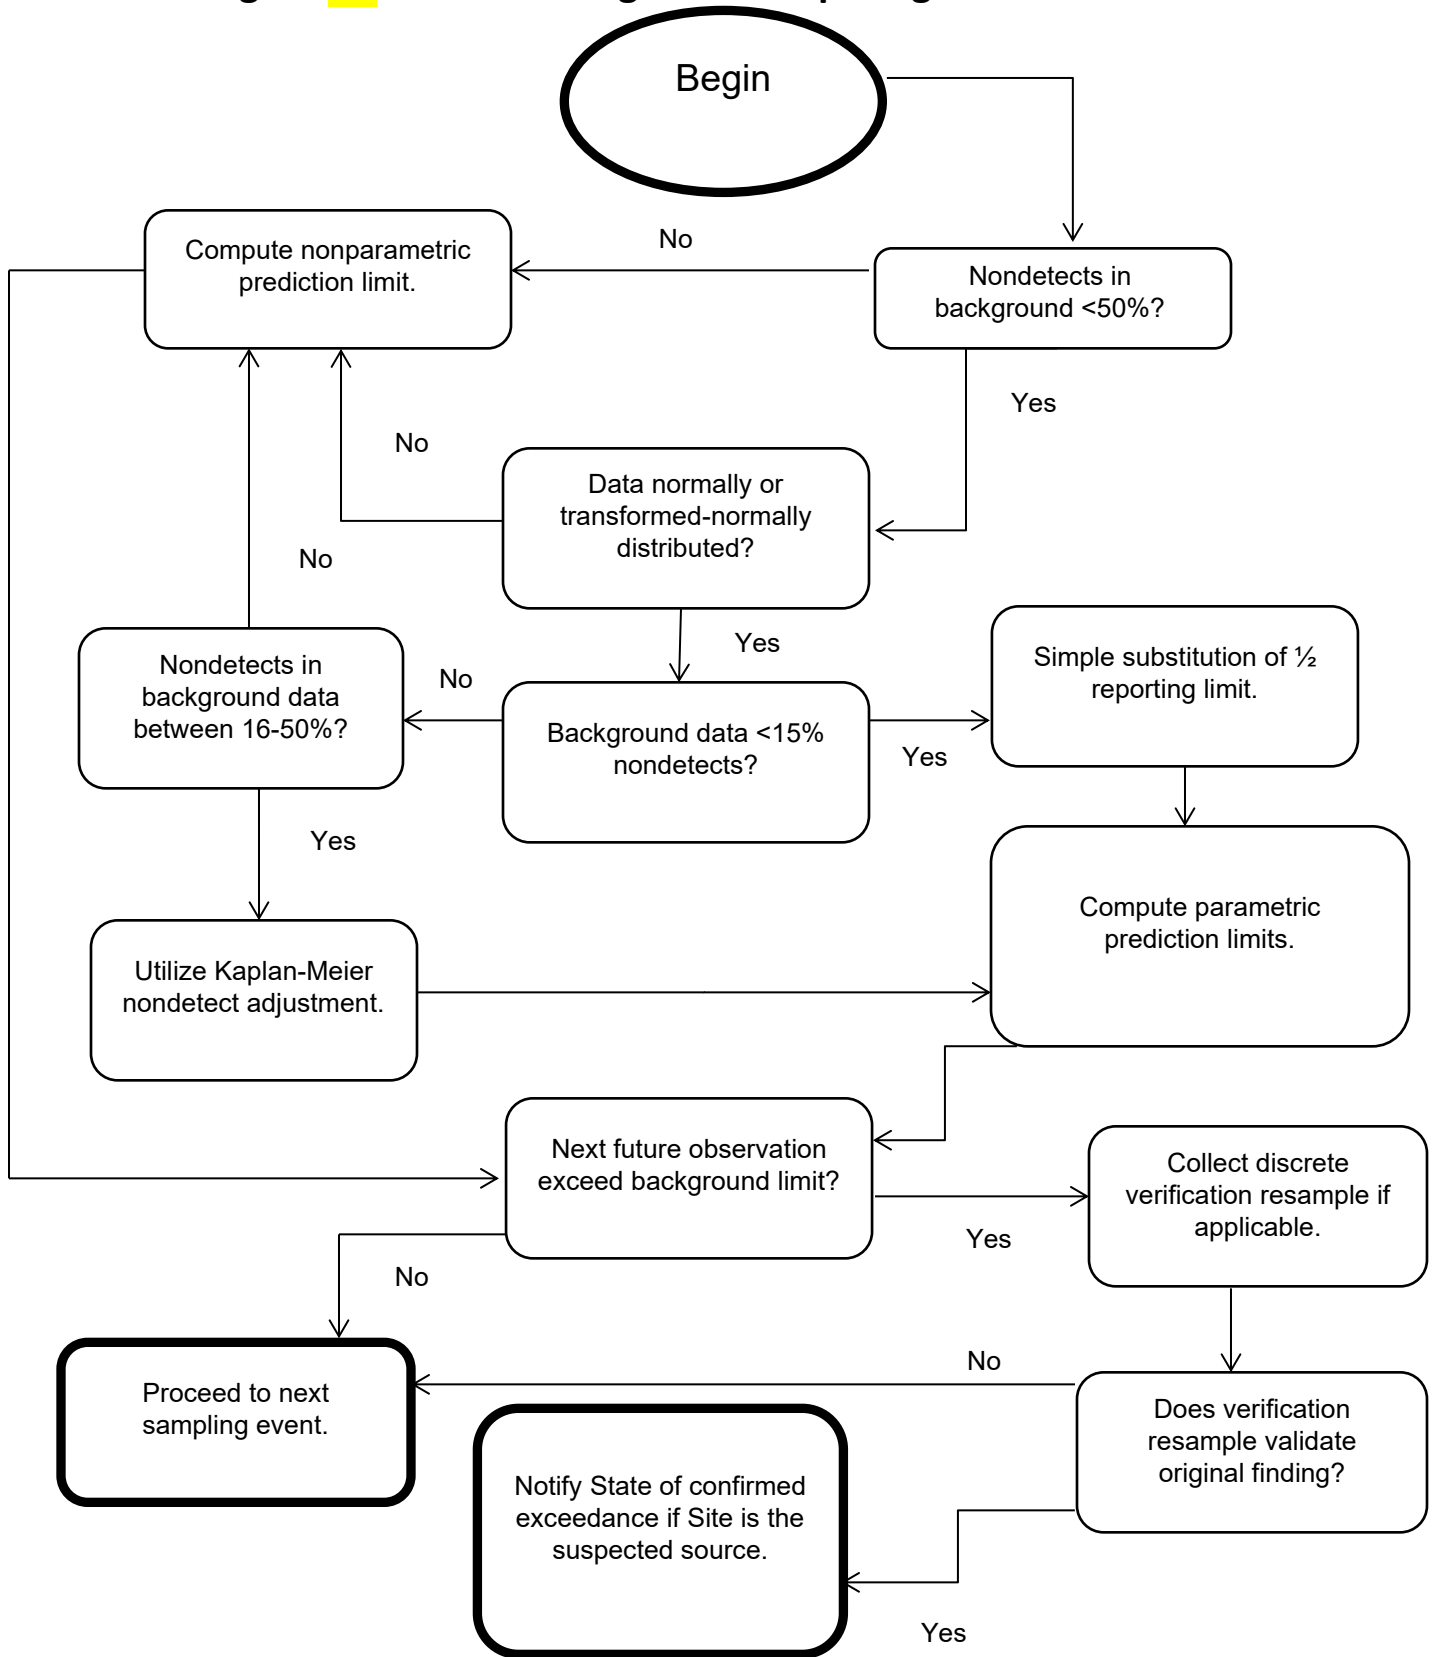 Begin
Compute nonparametric
prediction limit.
No
Nondetects in
background <50%?
Yes
No
Data normally or
transformed-normally
distributed?
No
Yes
Nondetects in
background data
between 16-50%?
No
Background data <15%
nondetects?
Yes
Simple substitution of ½
reporting limit.
Yes
Compute parametric
prediction limits.
Utilize Kaplan-Meier
nondetect adjustment.
Next future observation
exceed background limit?
Collect discrete
verification resample if
applicable.
Yes
No
No
Proceed to next
sampling event.
Does verification
resample validate
original finding?
Notify State of confirmed
exceedance if Site is the
suspected source.
Yes